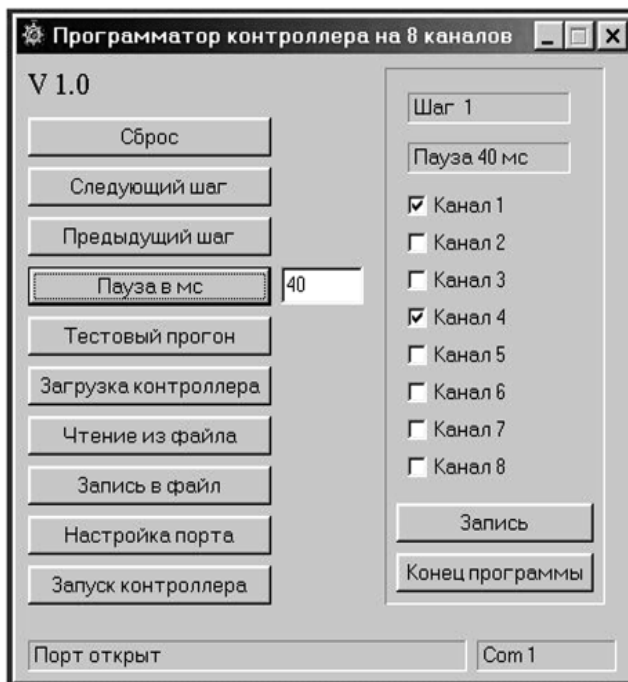 Программатор контроллера на 8 каналов
V 1.0
Сброс
Следующий шаг
Предыдущий шаг
Пауза в мс
40
Тестовый прогон
Загрузка контроллера
Чтение из файла
Запись в файл
Настройка порта
Запуск контроллера
Шаг 1
Пауза 40 мс
Канал 1
Канал 2
Канал 3
Канал 4
Канал 5
Канал 6
Канал 7
Канал 8
Запись
Конец программы
Порт открыт
Com 1